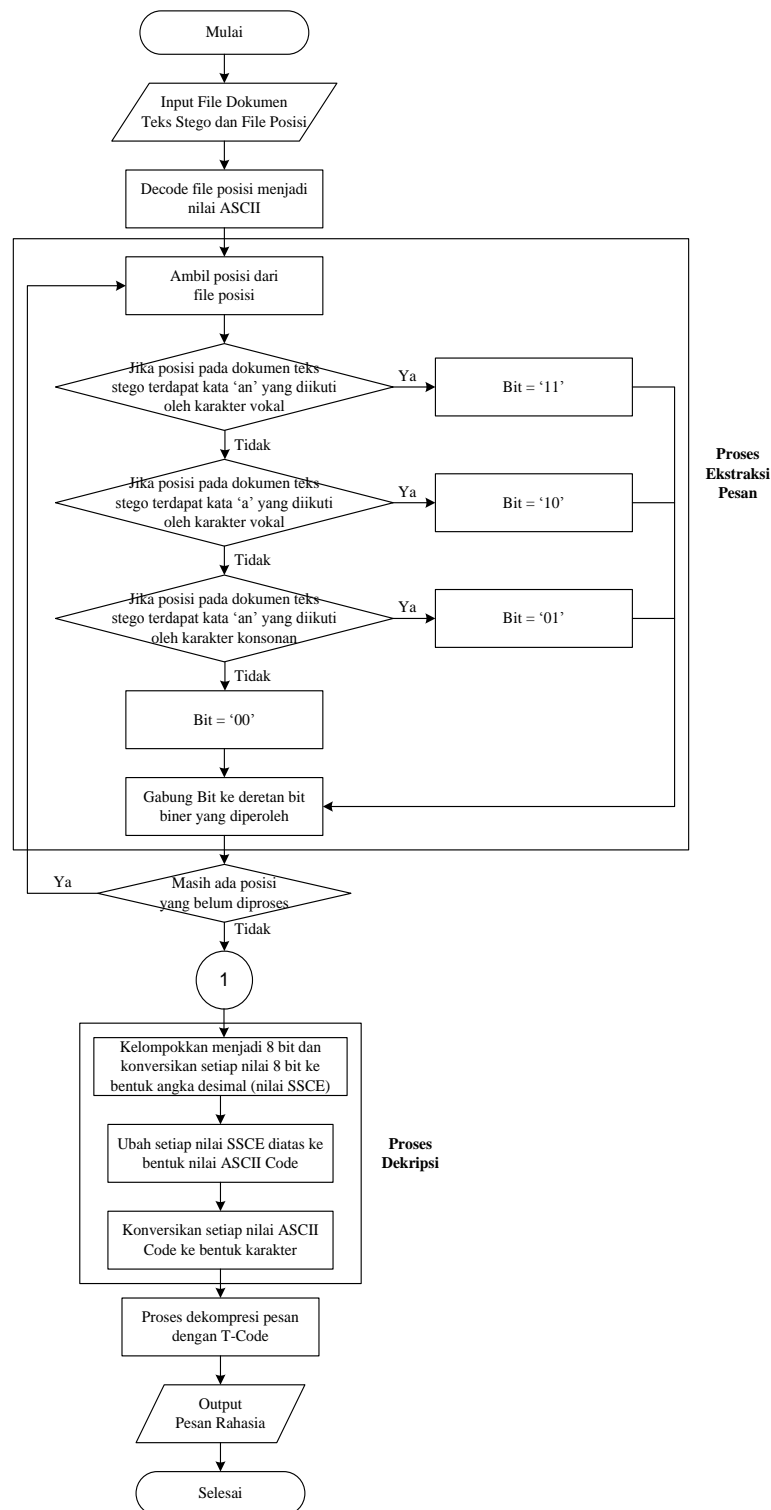 Mulai
Input File Dokumen
Teks Stego dan File Posisi
Decode file posisi menjadi
nilai ASCII
Ambil posisi dari
file posisi
Jika posisi pada dokumen teks
stego terdapat kata ‘an’ yang diikuti
oleh karakter vokal
Ya
Bit = ‘11’
Tidak
Jika posisi pada dokumen teks
stego terdapat kata ‘a’ yang diikuti
oleh karakter vokal
Ya
Bit = ‘10’
Proses
Ekstraksi
Pesan
Tidak
Jika posisi pada dokumen teks
stego terdapat kata ‘an’ yang diikuti
oleh karakter konsonan
Ya
Bit = ‘01’
Tidak
Bit = ‘00’
Gabung Bit ke deretan bit
biner yang diperoleh
Ya
Masih ada posisi
yang belum diproses
Tidak
1
Kelompokkan menjadi 8 bit dan
konversikan setiap nilai 8 bit ke
bentuk angka desimal (nilai SSCE)
Ubah setiap nilai SSCE diatas ke
bentuk nilai ASCII Code
Proses
Dekripsi
Konversikan setiap nilai ASCII
Code ke bentuk karakter
Proses dekompresi pesan
dengan T-Code
Output
Pesan Rahasia
Selesai